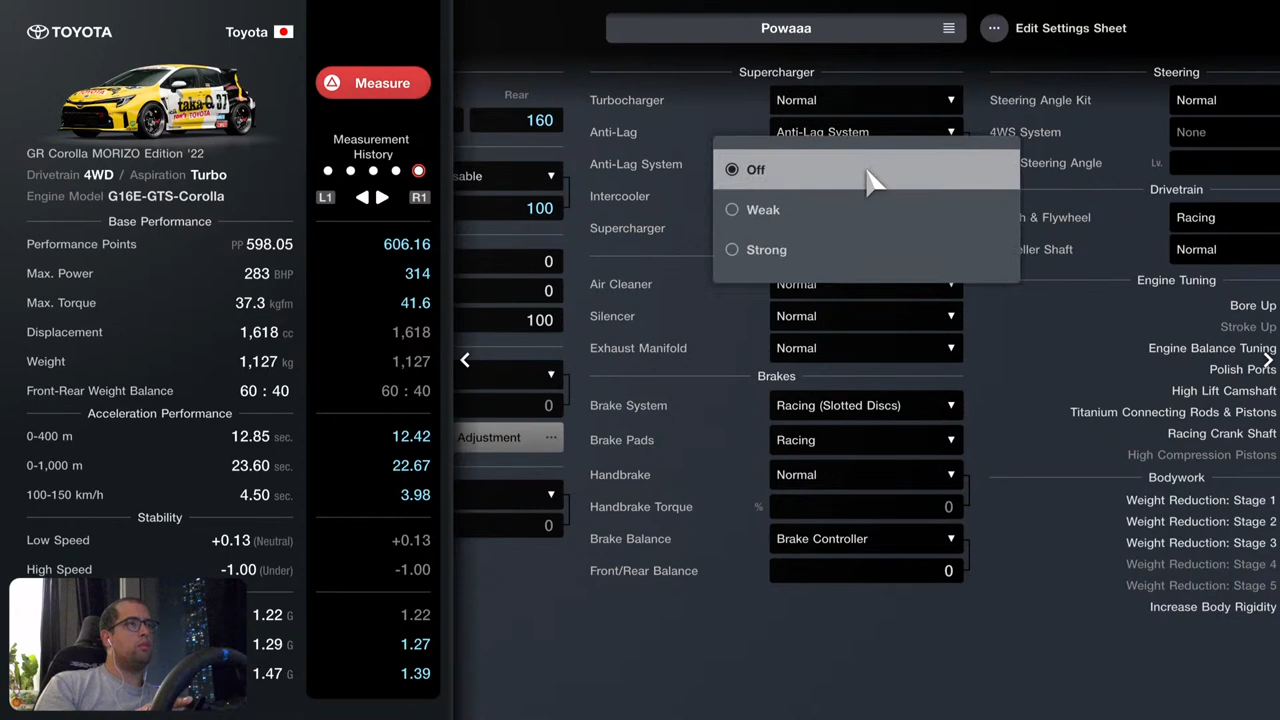 TOYOTA
Toyota
taka Q 37
GR Corolla MORIZO Edition '22
Drivetrain 4WD / Aspiration Turbo
Engine Model G16E-GTS-Corolla
Base Performance
Performance Points PP 598.05
Max. Power 283 BHP
Max. Torque 37.3 kgfm
Displacement 1,618 cc
Weight 1,127 kg
Front-Rear Weight Balance 60 : 40
Acceleration Performance
0-400 m 12.85 sec.
0-1,000 m 23.60 sec.
100-150 km/h 4.50 sec.
Stability
Low Speed +0.13 (Neutral)
High Speed -1.00 (Under)
1.22 G
1.29 G
1.47 G
Measure
Measurement
History
L1 R1
606.16
314
41.6
1,618
1,127
60 : 40
12.42
22.67
3.98
+0.13
-1.00
1.22
1.27
1.39
Powaaa
Edit Settings Sheet
Rear
160
sable
100
0
0
100
0
Adjustment ...
0
Supercharger
Turbocharger Normal
Anti-Lag Anti-Lag System
Anti-Lag System
Intercooler
Supercharger
Off
Weak
Strong
Air Cleaner Normal
Silencer Normal
Exhaust Manifold Normal
Brakes
Brake System Racing (Slotted Discs)
Brake Pads Racing
Handbrake Normal
Handbrake Torque % 0
Brake Balance Brake Controller
Front/Rear Balance 0
Steering
Steering Angle Kit Normal
4WS System None
Steering Angle Lv.
Drivetrain
h & Flywheel Racing
eller Shaft Normal
Engine Tuning
Bore Up
Stroke Up
Engine Balance Tuning
Polish Ports
High Lift Camshaft
Titanium Connecting Rods & Pistons
Racing Crank Shaft
High Compression Pistons
Bodywork
Weight Reduction: Stage 1
Weight Reduction: Stage 2
Weight Reduction: Stage 3
Weight Reduction: Stage 4
Weight Reduction: Stage 5
Increase Body Rigidity